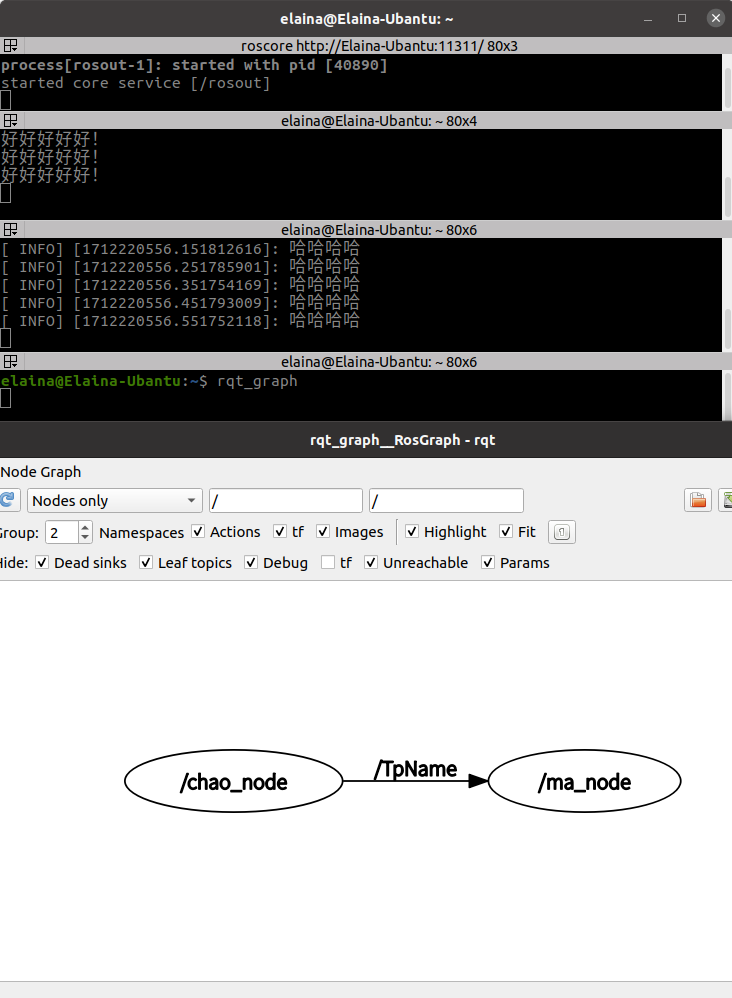 elaina@Elaina-Ubantu: ~
roscore http://Elaina-Ubantu:11311/ 80x3
process[rosout-1]: started with pid [40890]
started core service [/rosout]
elaina@Elaina-Ubantu: ~ 80x4
好好好好好！
好好好好好！
好好好好好！
elaina@Elaina-Ubantu: ~ 80x6
[ INFO] [1712220556.151812616]: 哈哈哈哈
[ INFO] [1712220556.251785901]: 哈哈哈哈
[ INFO] [1712220556.351754169]: 哈哈哈哈
[ INFO] [1712220556.451793009]: 哈哈哈哈
[ INFO] [1712220556.551752118]: 哈哈哈哈
elaina@Elaina-Ubantu: ~ 80x6
elaina@Elaina-Ubantu:~$ rqt_graph
rqt_graph__RosGraph - rqt
Node Graph
Nodes only / /
Group: 2 Namespaces Actions tf Images Highlight Fit
Hide: Dead sinks Leaf topics Debug tf Unreachable Params
/chao_node /TpName /ma_node